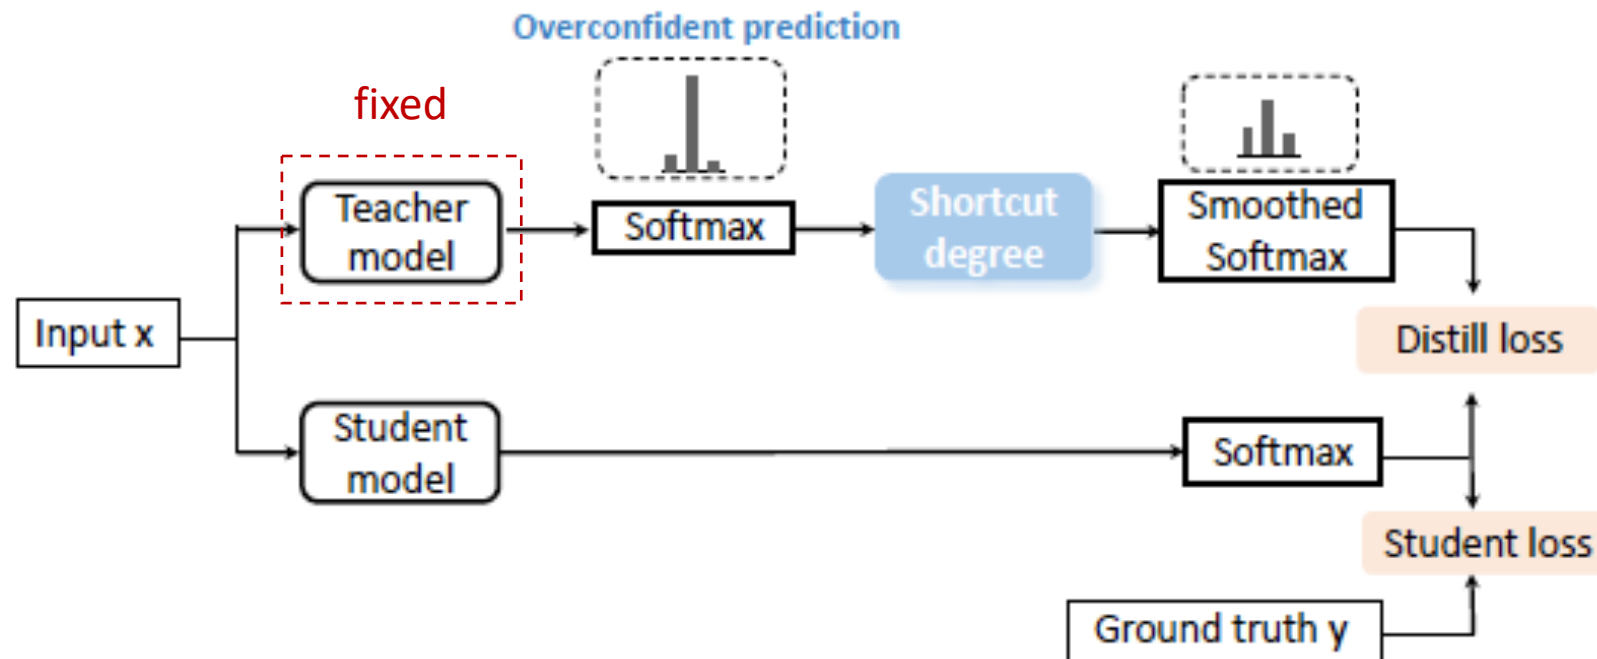 Overconfident prediction
fixed
Teacher
model
Softmax
Shortcut
degree
Smoothed
Softmax
Input x
Distill loss
Student
model
Softmax
Student loss
Ground truth y